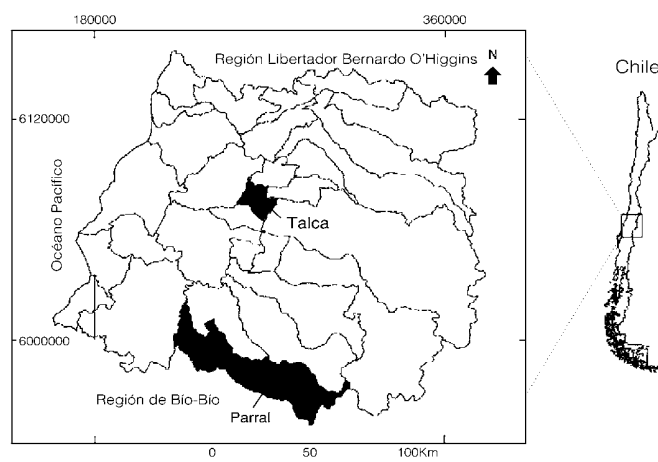 180000 360000
Región Libertador Bernardo O'Higgins
N
Chile
6120000
Océano Pacífico
Talca
6000000
Región de Bío-Bío
Parral
0 50 100Km